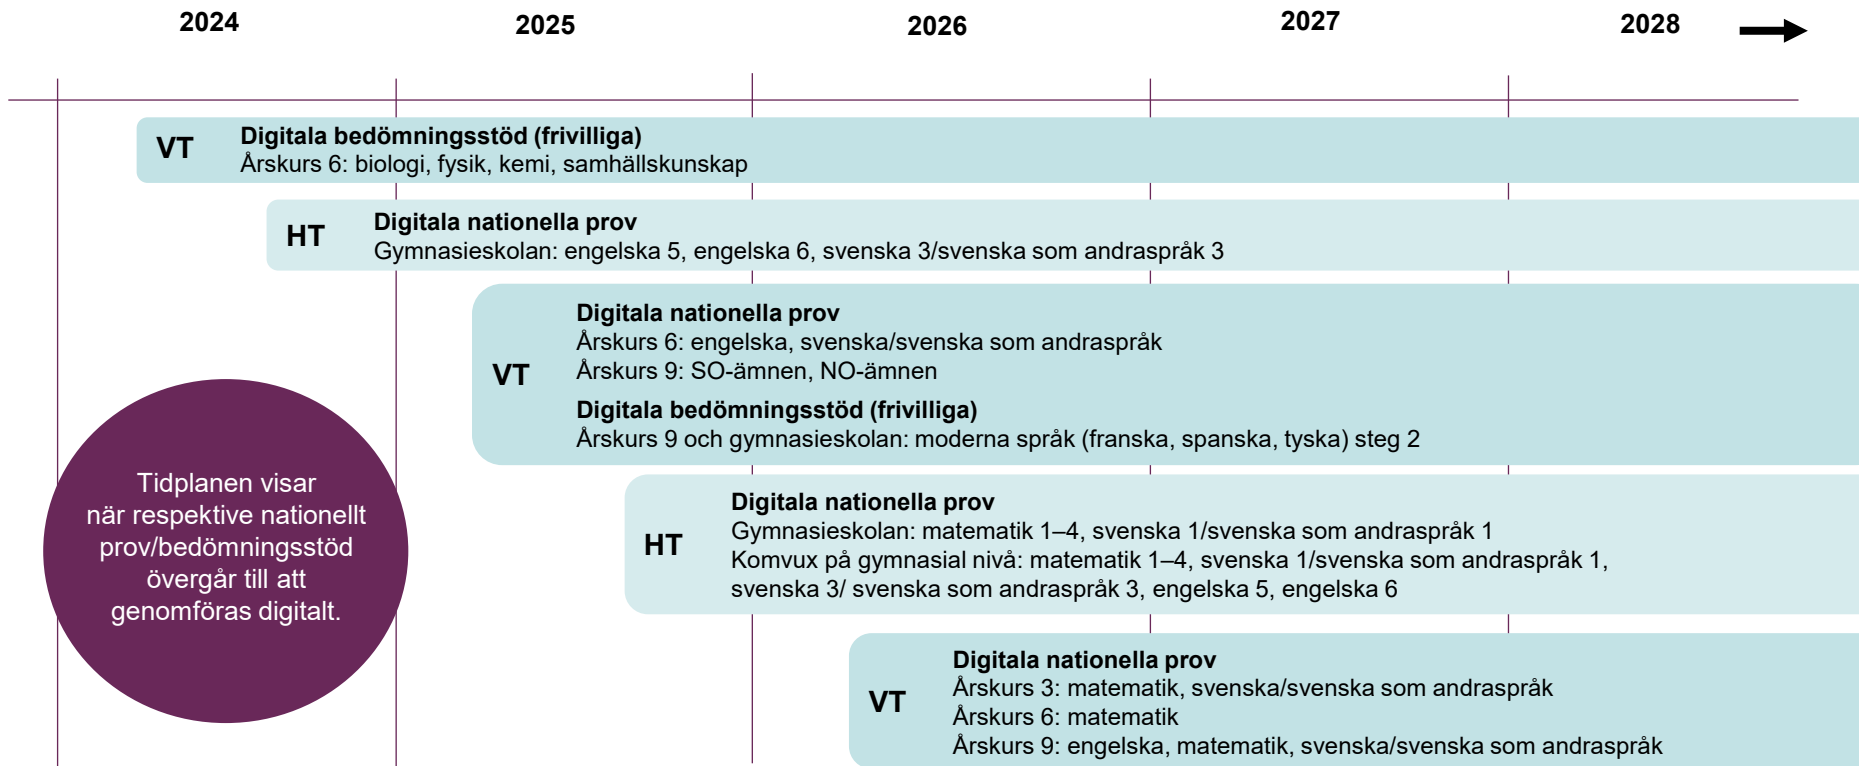 2024
2025
2026
2027
2028
VT
Digitala bedömningsstöd (frivilliga)
Årskurs 6: biologi, fysik, kemi, samhällskunskap
HT
Digitala nationella prov
Gymnasieskolan: engelska 5, engelska 6, svenska 3/svenska som andraspråk 3
VT
Digitala nationella prov
Årskurs 6: engelska, svenska/svenska som andraspråk
Årskurs 9: SO-ämnen, NO-ämnen
Digitala bedömningsstöd (frivilliga)
Årskurs 9 och gymnasieskolan: moderna språk (franska, spanska, tyska) steg 2
HT
Digitala nationella prov
Gymnasieskolan: matematik 1–4, svenska 1/svenska som andraspråk 1
Komvux på gymnasial nivå: matematik 1–4, svenska 1/svenska som andraspråk 1,
svenska 3/ svenska som andraspråk 3, engelska 5, engelska 6
VT
Digitala nationella prov
Årskurs 3: matematik, svenska/svenska som andraspråk
Årskurs 6: matematik
Årskurs 9: engelska, matematik, svenska/svenska som andraspråk
Tidplanen visar
när respektive nationellt
prov/bedömningsstöd
övergår till att
genomföras digitalt.